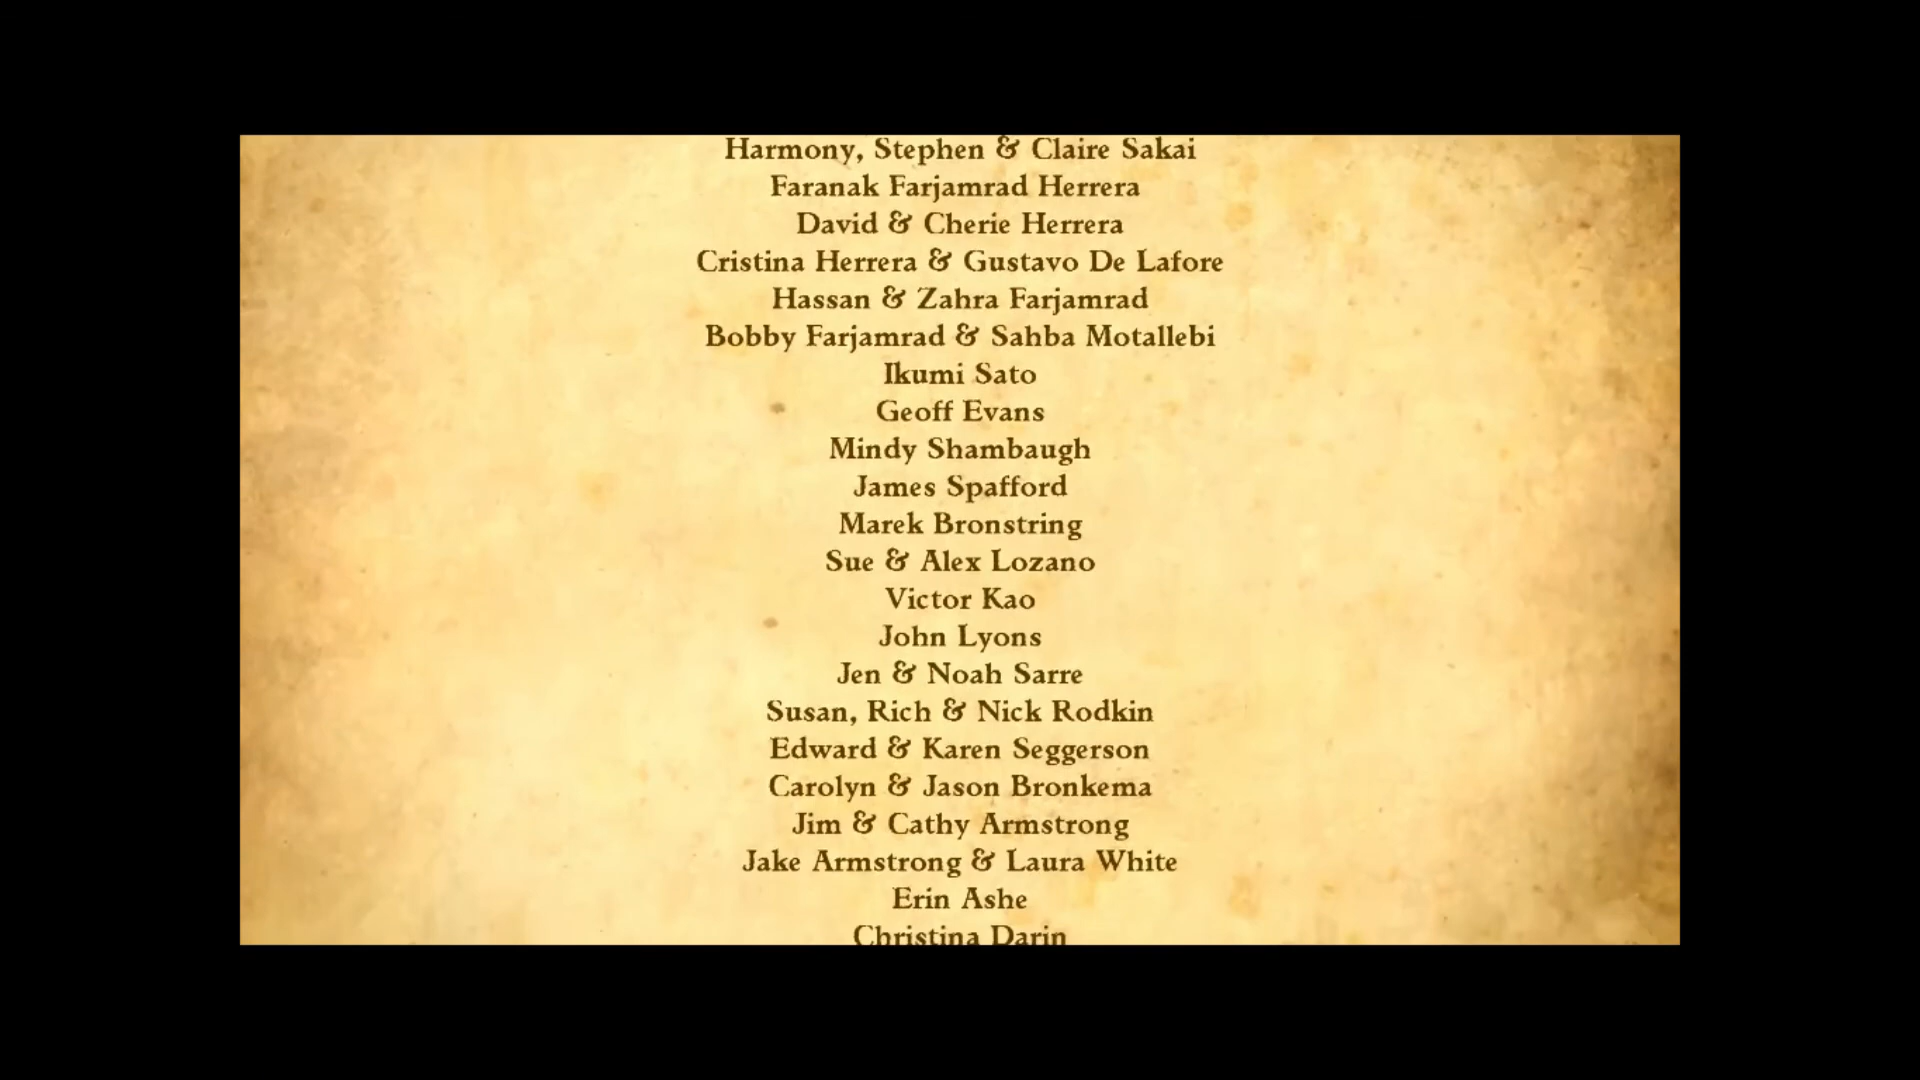 Harmony, Stephen & Claire Sakai
Faranak Farjamrad Herrera
David & Cherie Herrera
Cristina Herrera & Gustavo De Lafore
Hassan & Zahra Farjamrad
Bobby Farjamrad & Sahba Motallebi
Ikumi Sato
Geoff Evans
Mindy Shambaugh
James Spafford
Marek Bronstring
Sue & Alex Lozano
Victor Kao
John Lyons
Jen & Noah Sarre
Susan, Rich & Nick Rodkin
Edward & Karen Seggerson
Carolyn & Jason Bronkema
Jim & Cathy Armstrong
Jake Armstrong & Laura White
Erin Ashe
Christina Darin